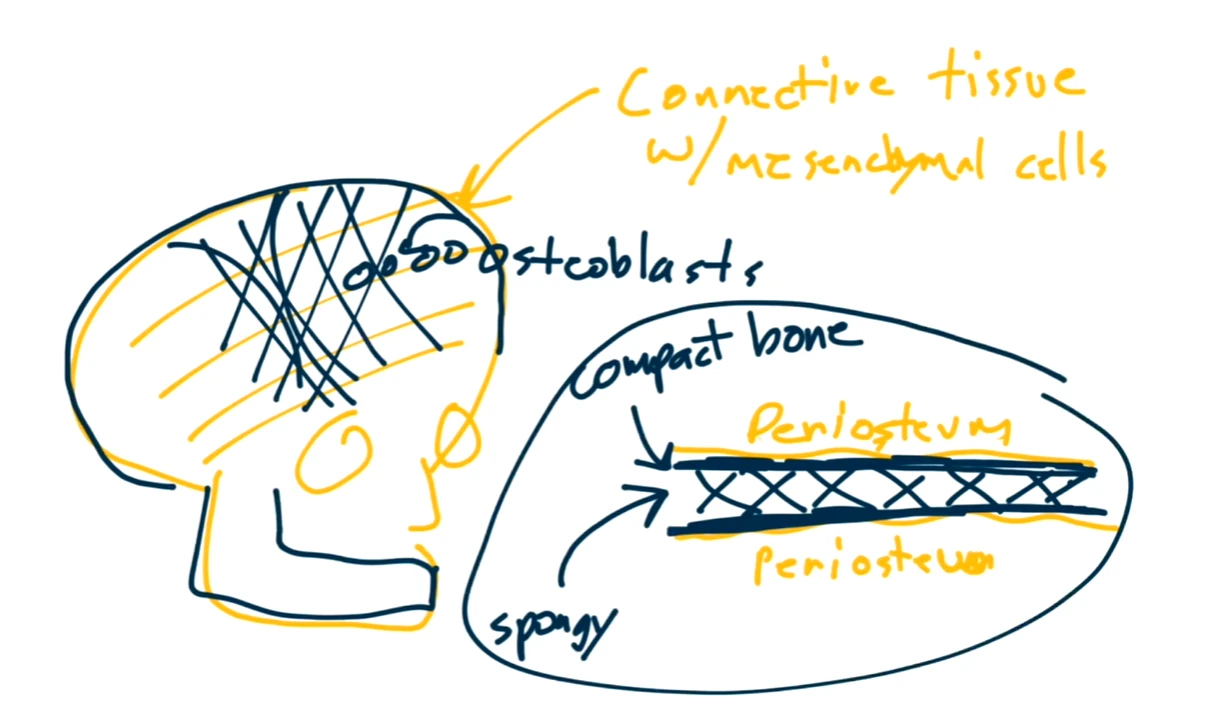 Connective tissue
w/mesenchymal cells
osteoblasts
compact bone
Periosteum
Periosteum
spongy